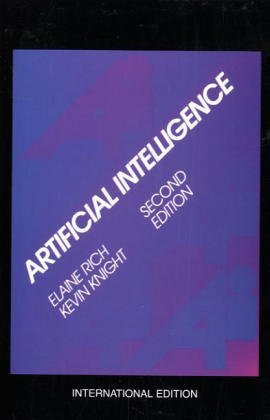 ARTIFICIAL INTELLIGENCE
SECOND
EDITION
ELAINE RICH
KEVIN KNIGHT
INTERNATIONAL EDITION